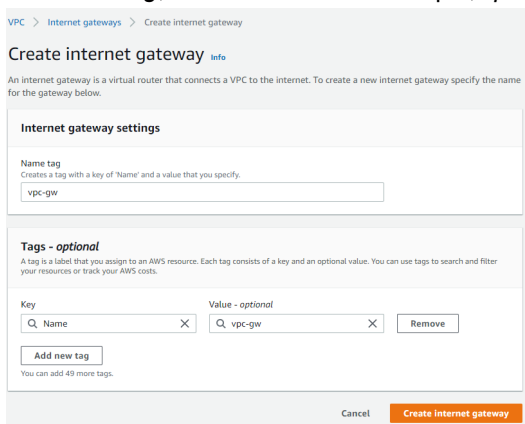 VPC > Internet gateways > Create internet gateway
Create internet gateway Info
An internet gateway is a virtual router that connects a VPC to the internet. To create a new internet gateway specify the name
for the gateway below.
Internet gateway settings
Name tag
Creates a tag with a key of 'Name' and a value that you specify.
vpc-gw
Tags - optional
A tag is a label that you assign to an AWS resource. Each tag consists of a key and an optional value. You can use tags to search and filter
your resources or track your AWS costs.
Key Value - optional
Name vpc-gw Remove
Add new tag
You can add 49 more tags.
Cancel Create internet gateway